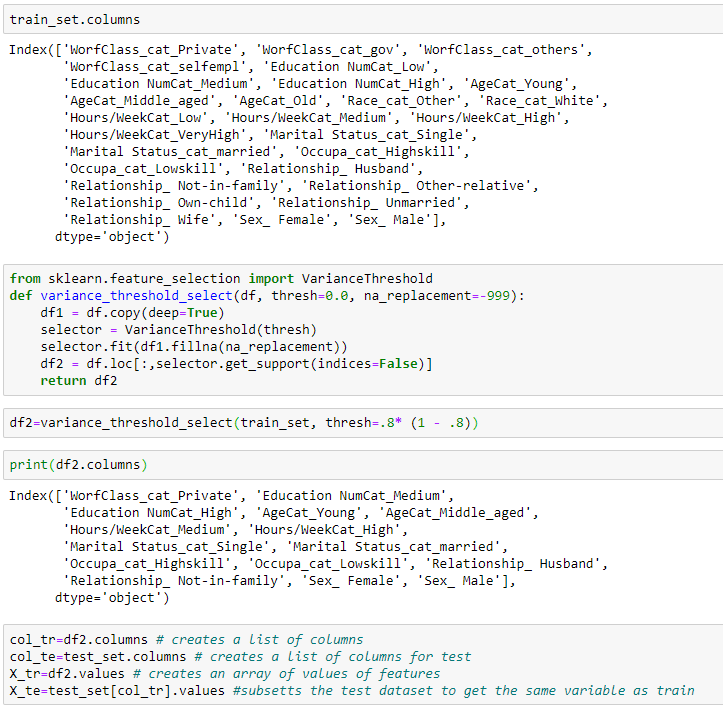 train_set.columns
Index(['WorfClass_cat_Private', 'WorfClass_cat_gov', 'WorfClass_cat_others',
'WorfClass_cat_selfempl', 'Education NumCat_Low',
'Education NumCat_Medium', 'Education NumCat_High', 'AgeCat_Young',
'AgeCat_Middle_aged', 'AgeCat_Old', 'Race_cat_Other', 'Race_cat_White',
'Hours/WeekCat_Low', 'Hours/WeekCat_Medium', 'Hours/WeekCat_High',
'Hours/WeekCat_VeryHigh', 'Marital Status_cat_Single',
'Marital Status_cat_married', 'Occupa_cat_Highskill',
'Occupa_cat_Lowskill', 'Relationship_ Husband',
'Relationship_ Not-in-family', 'Relationship_ Other-relative',
'Relationship_ Own-child', 'Relationship_ Unmarried',
'Relationship_ Wife', 'Sex_ Female', 'Sex_ Male'],
dtype='object')
from sklearn.feature_selection import VarianceThreshold
def variance_threshold_select(df, thresh=0.0, na_replacement=-999):
df1 = df.copy(deep=True)
selector = VarianceThreshold(thresh)
selector.fit(df1.fillna(na_replacement))
df2 = df.loc[:,selector.get_support(indices=False)]
return df2
df2=variance_threshold_select(train_set, thresh=.8* (1 - .8))
print(df2.columns)
Index(['WorfClass_cat_Private', 'Education NumCat_Medium',
'Education NumCat_High', 'AgeCat_Young', 'AgeCat_Middle_aged',
'Hours/WeekCat_Medium', 'Hours/WeekCat_High',
'Marital Status_cat_Single', 'Marital Status_cat_married',
'Occupa_cat_Highskill', 'Occupa_cat_Lowskill', 'Relationship_ Husband',
'Relationship_ Not-in-family', 'Sex_ Female', 'Sex_ Male'],
dtype='object')
col_tr=df2.columns # creates a list of columns
col_te=test_set.columns # creates a list of columns for test
X_tr=df2.values # creates an array of values of features
X_te=test_set[col_tr].values #subsetts the test dataset to get the same variable as train